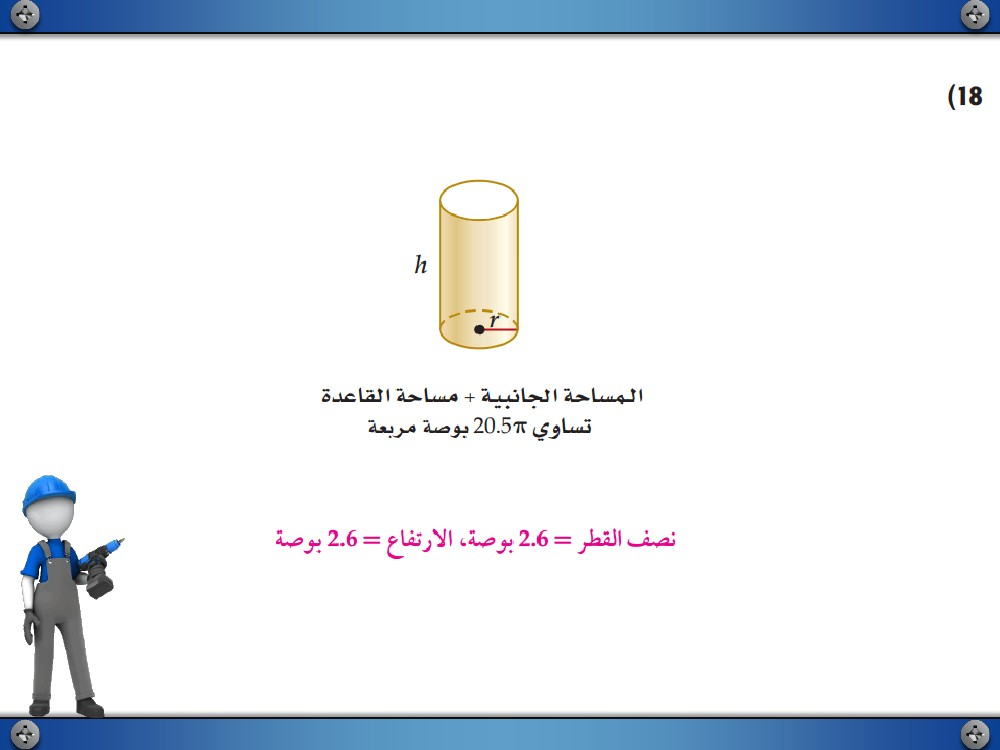 (18
h
r
المساحة الجانبية + مساحة القاعدة
تساوي 20.5π بوصة مربعة
نصف القطر = 2.6 بوصة، الارتفاع = 2.6 بوصة